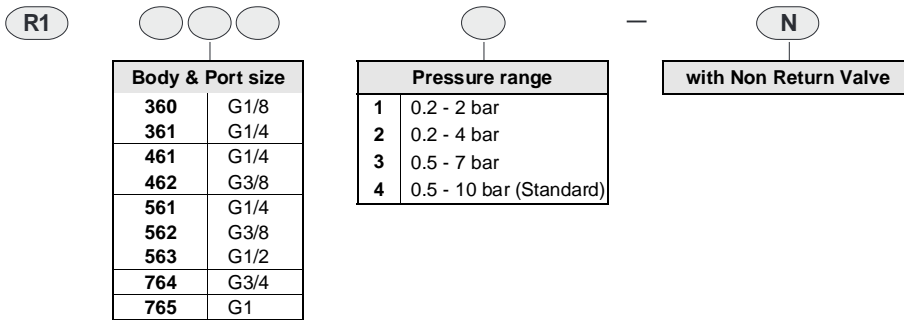 R1 — N
Body & Port size
360 G1/8
361 G1/4
461 G1/4
462 G3/8
561 G1/4
562 G3/8
563 G1/2
764 G3/4
765 G1
Pressure range
1 0.2 - 2 bar
2 0.2 - 4 bar
3 0.5 - 7 bar
4 0.5 - 10 bar (Standard)
with Non Return Valve